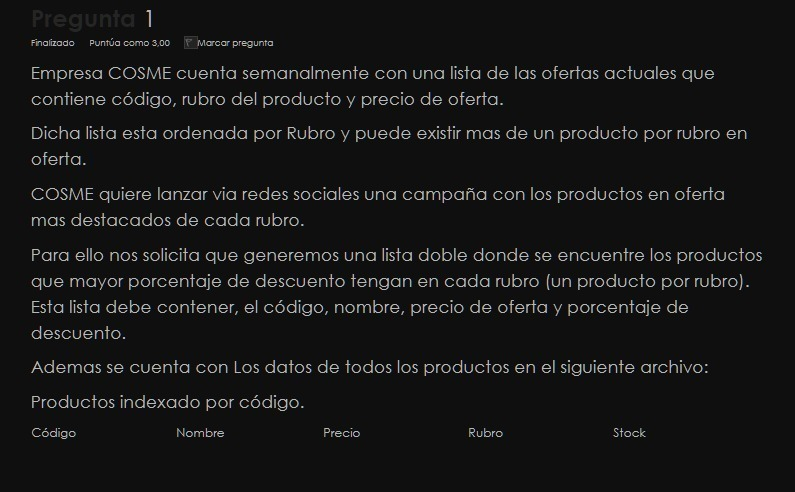 Pregunta 1
Finalizado Puntúa como 3,00 Marcar pregunta
Empresa COSME cuenta semanalmente con una lista de las ofertas actuales que
contiene código, rubro del producto y precio de oferta.
Dicha lista esta ordenada por Rubro y puede existir mas de un producto por rubro en
oferta.
COSME quiere lanzar via redes sociales una campaña con los productos en oferta
mas destacados de cada rubro.
Para ello nos solicita que generemos una lista doble donde se encuentre los productos
que mayor porcentaje de descuento tengan en cada rubro (un producto por rubro).
Esta lista debe contener, el código, nombre, precio de oferta y porcentaje de
descuento.
Ademas se cuenta con Los datos de todos los productos en el siguiente archivo:
Productos indexado por código.
Código Nombre Precio Rubro Stock